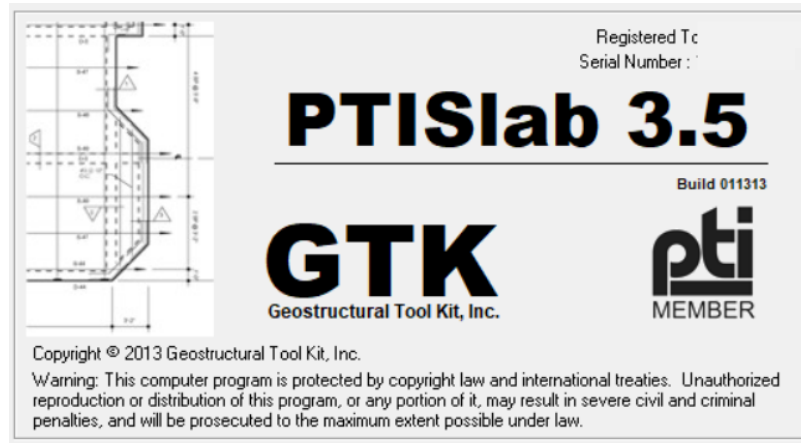 Registered To
Serial Number :
PTISlab 3.5
Build 011313
GTK
Geostructural Tool Kit, Inc.
pti
MEMBER
Copyright © 2013 Geostructural Tool Kit, Inc.
Warning: This computer program is protected by copyright law and international treaties. Unauthorized
reproduction or distribution of this program, or any portion of it, may result in severe civil and criminal
penalties, and will be prosecuted to the maximum extent possible under law.